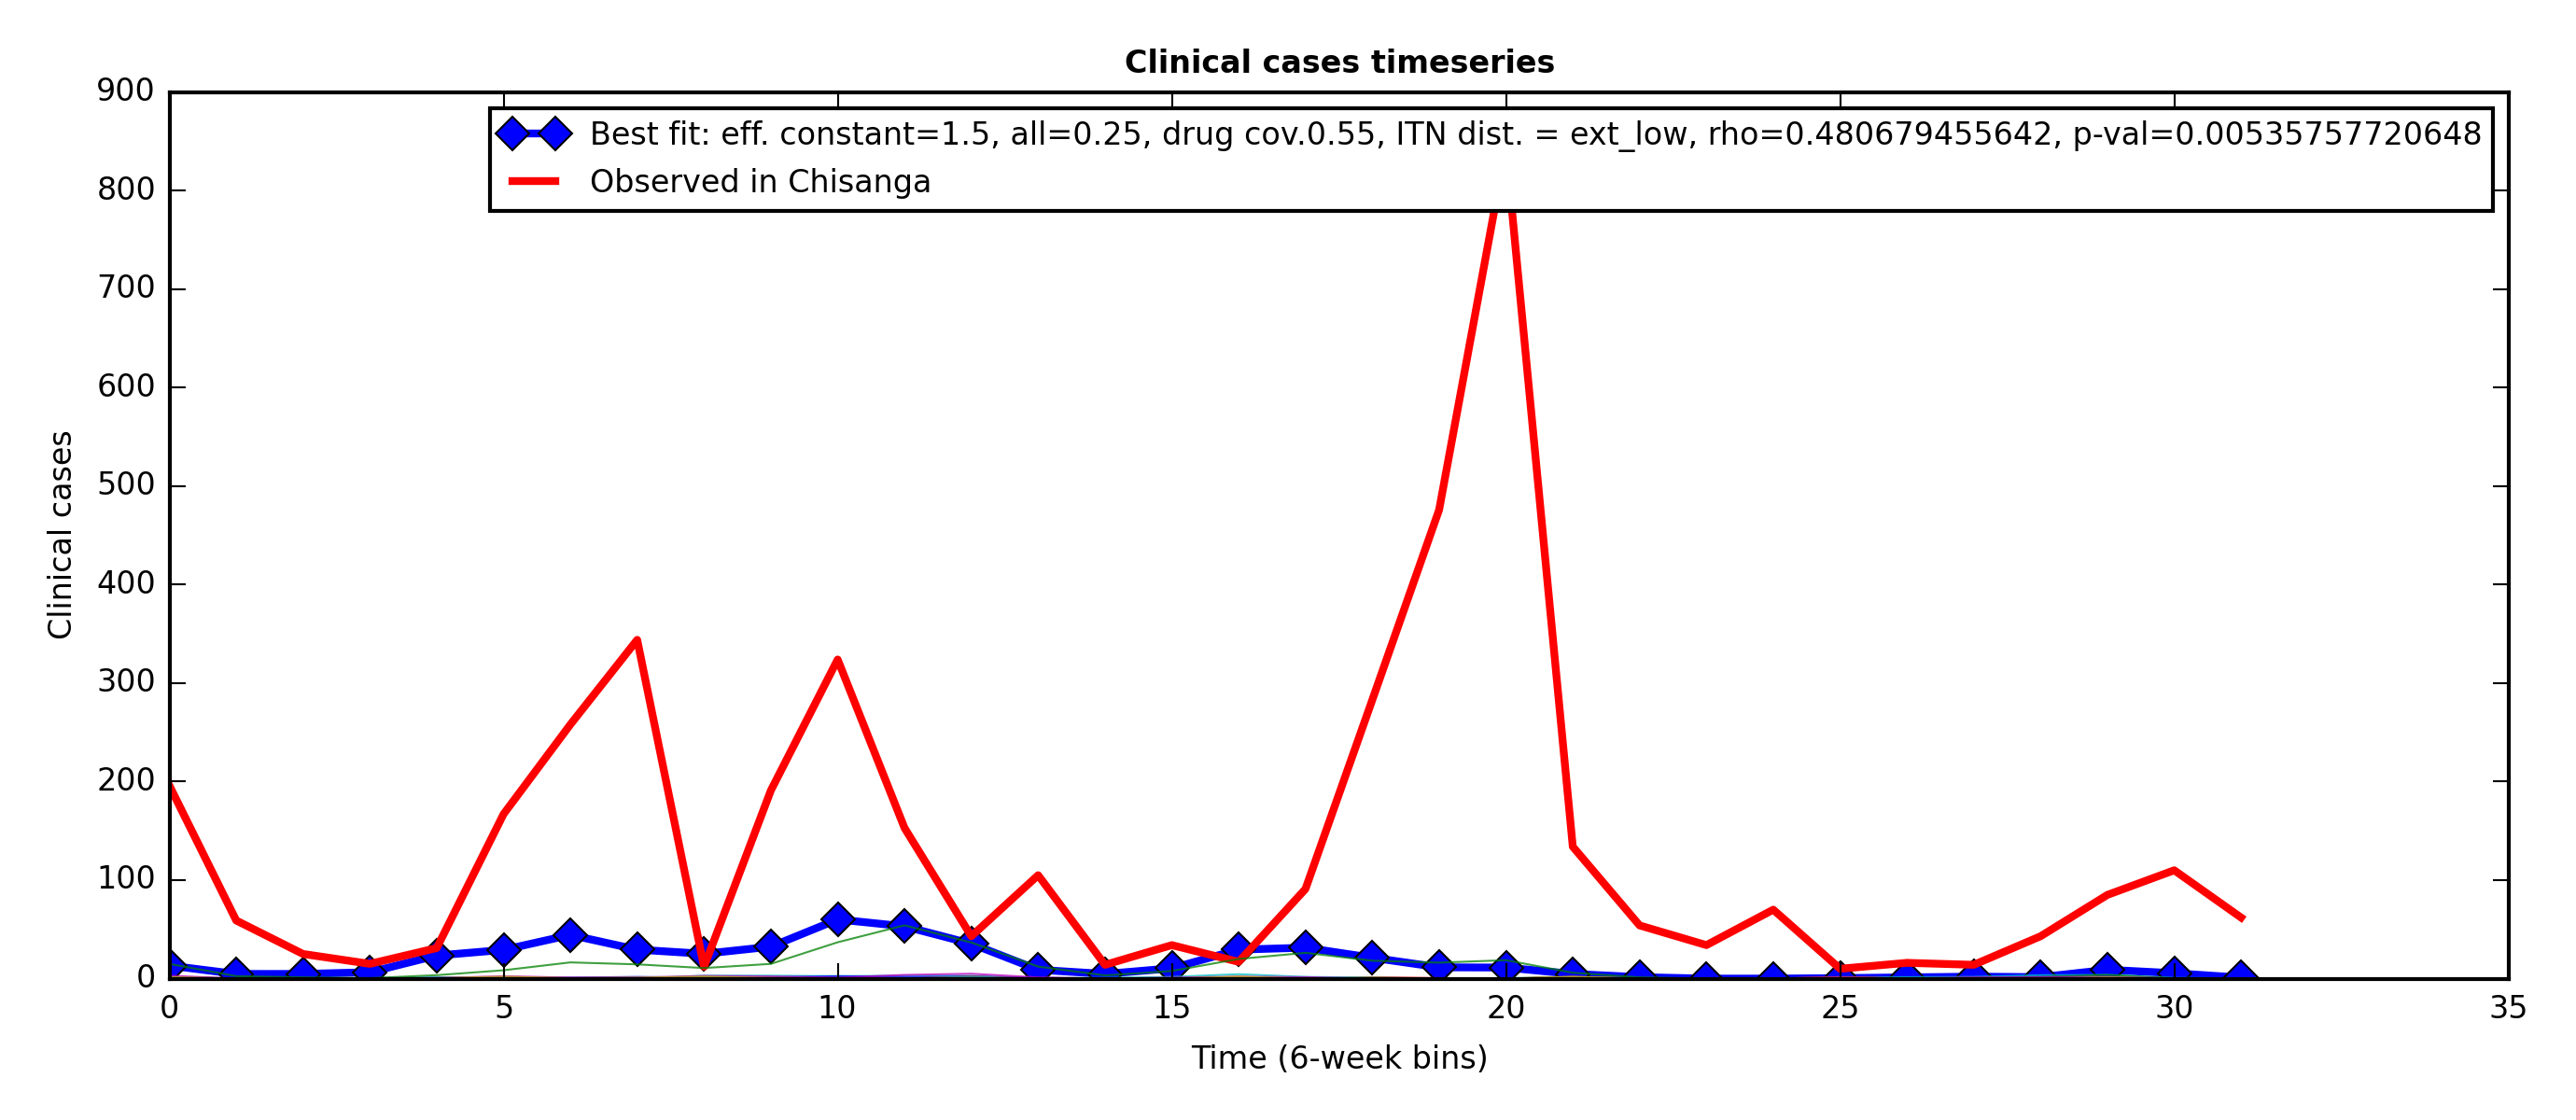 Clinical cases timeseries
900
800
700
600
500
400
300
200
100
0
Clinical cases
Best fit: eff. constant=1.5, all=0.25, drug cov.0.55, ITN dist. = ext_low, rho=0.480679455642, p-val=0.00535757720648
Observed in Chisanga
0 5 10 15 20 25 30 35
Time (6-week bins)